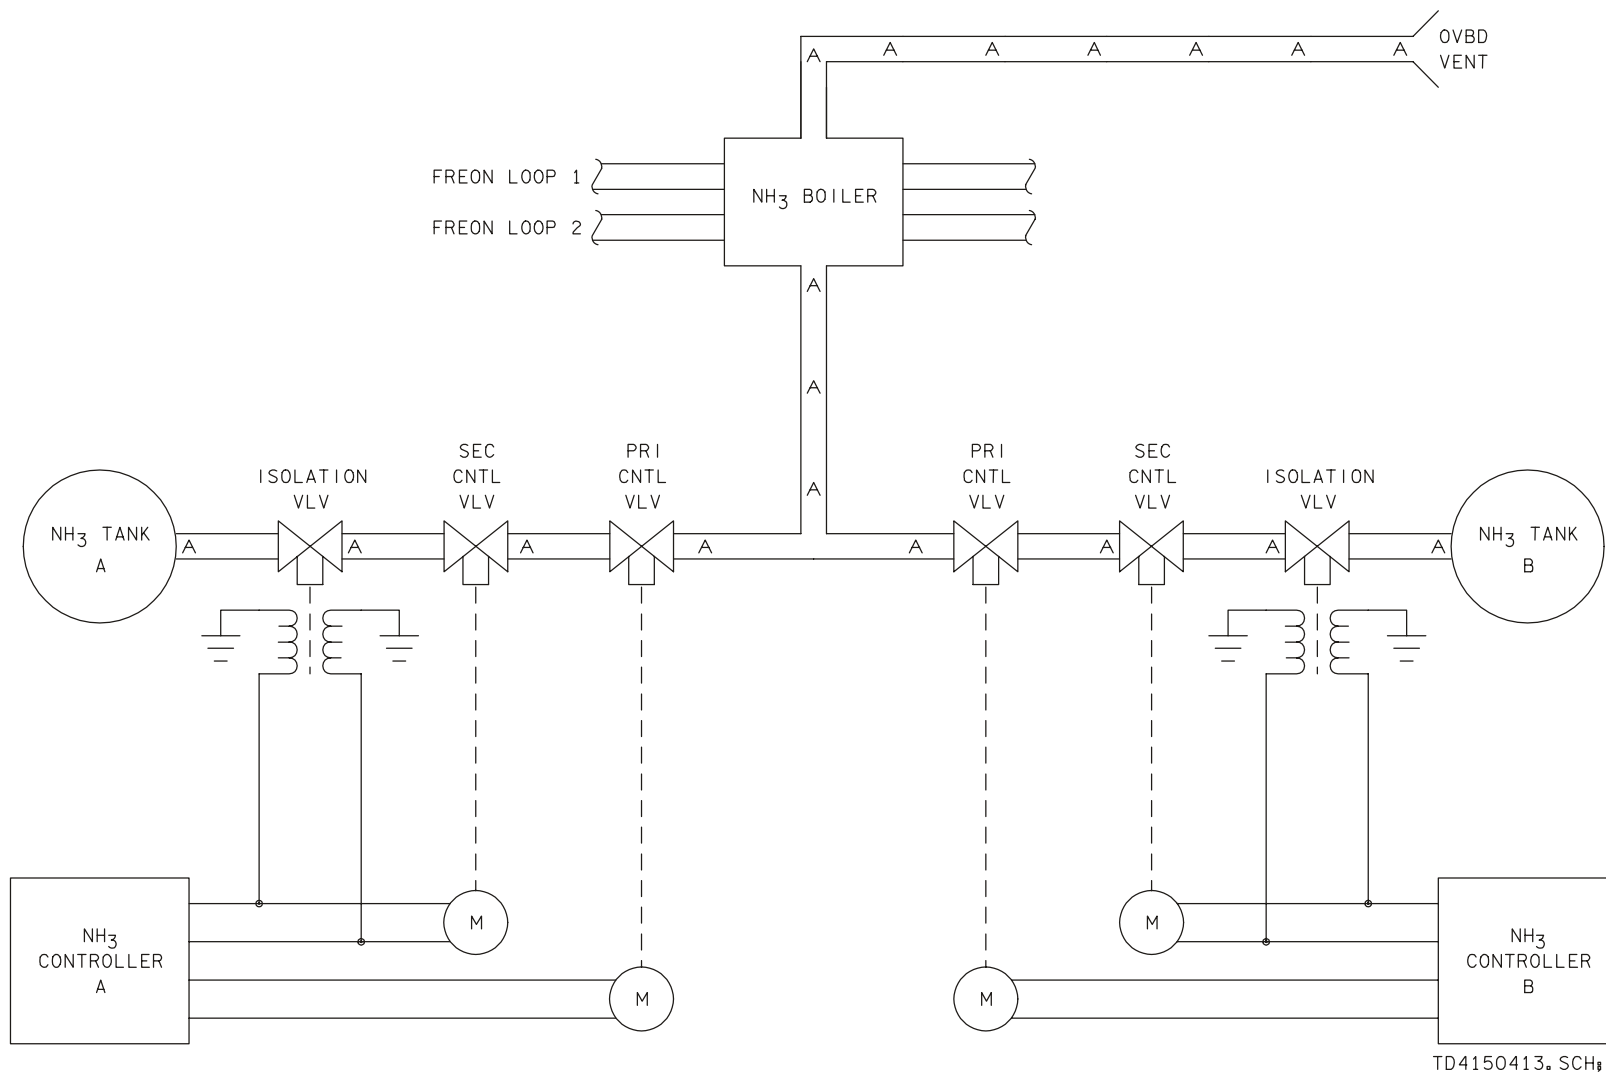 OVBD
VENT
A A A A A A A
FREON LOOP 1
NH3 BOILER
FREON LOOP 2
A
A
A
ISOLATION
VLV
SEC
CNTL
VLV
PRI
CNTL
VLV
PRI
CNTL
VLV
SEC
CNTL
VLV
ISOLATION
VLV
NH3 TANK
A
A A A A A A A A
NH3 TANK
B
M
M
M
M
NH3
CONTROLLER
A
NH3
CONTROLLER
B
TD4150413.SCH;